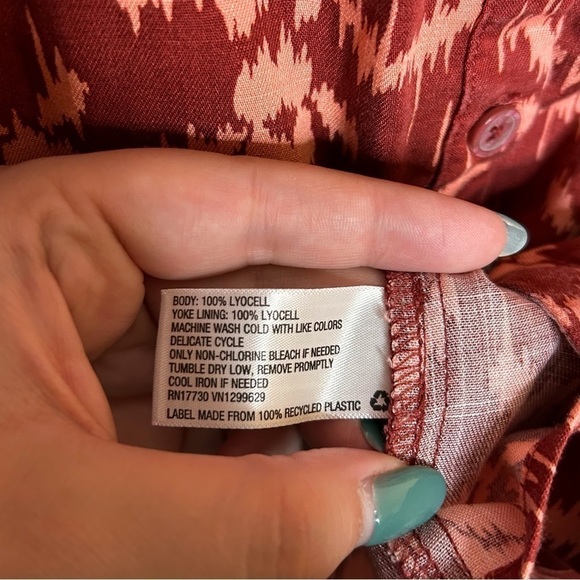 BODY: 100% LYOCELL
YOKE LINING: 100% LYOCELL
MACHINE WASH COLD WITH LIKE COLORS
DELICATE CYCLE
ONLY NON-CHLORINE BLEACH IF NEEDED
TUMBLE DRY LOW, REMOVE PROMPTLY
COOL IRON IF NEEDED
RN17730 VN1299629
LABEL MADE FROM 100% RECYCLED PLASTIC